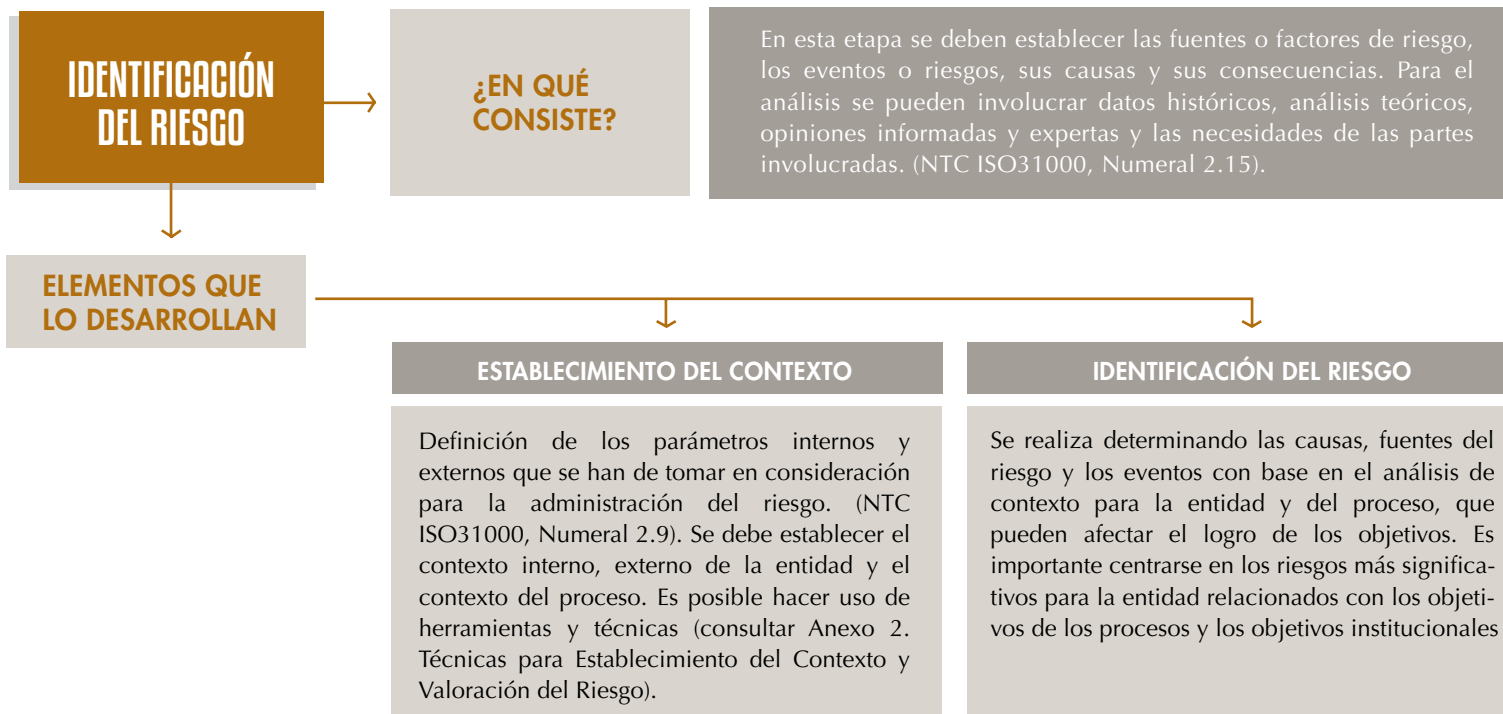 IDENTIFICACIÓN
DEL RIESGO
¿EN QUÉ
CONSISTE?
En esta etapa se deben establecer las fuentes o factores de riesgo,
los eventos o riesgos, sus causas y sus consecuencias. Para el
análisis se pueden involucrar datos históricos, análisis teóricos,
opiniones informadas y expertas y las necesidades de las partes
involucradas. (NTC ISO31000, Numeral 2.15).
ELEMENTOS QUE
LO DESARROLLAN
ESTABLECIMIENTO DEL CONTEXTO
Definición de los parámetros internos y
externos que se han de tomar en consideración
para la administración del riesgo. (NTC
ISO31000, Numeral 2.9). Se debe establecer el
contexto interno, externo de la entidad y el
contexto del proceso. Es posible hacer uso de
herramientas y técnicas (consultar Anexo 2.
Técnicas para Establecimiento del Contexto y
Valoración del Riesgo).
IDENTIFICACIÓN DEL RIESGO
Se realiza determinando las causas, fuentes del
riesgo y los eventos con base en el análisis de
contexto para la entidad y del proceso, que
pueden afectar el logro de los objetivos. Es
importante centrarse en los riesgos más significa-
tivos para la entidad relacionados con los objeti-
vos de los procesos y los objetivos institucionales